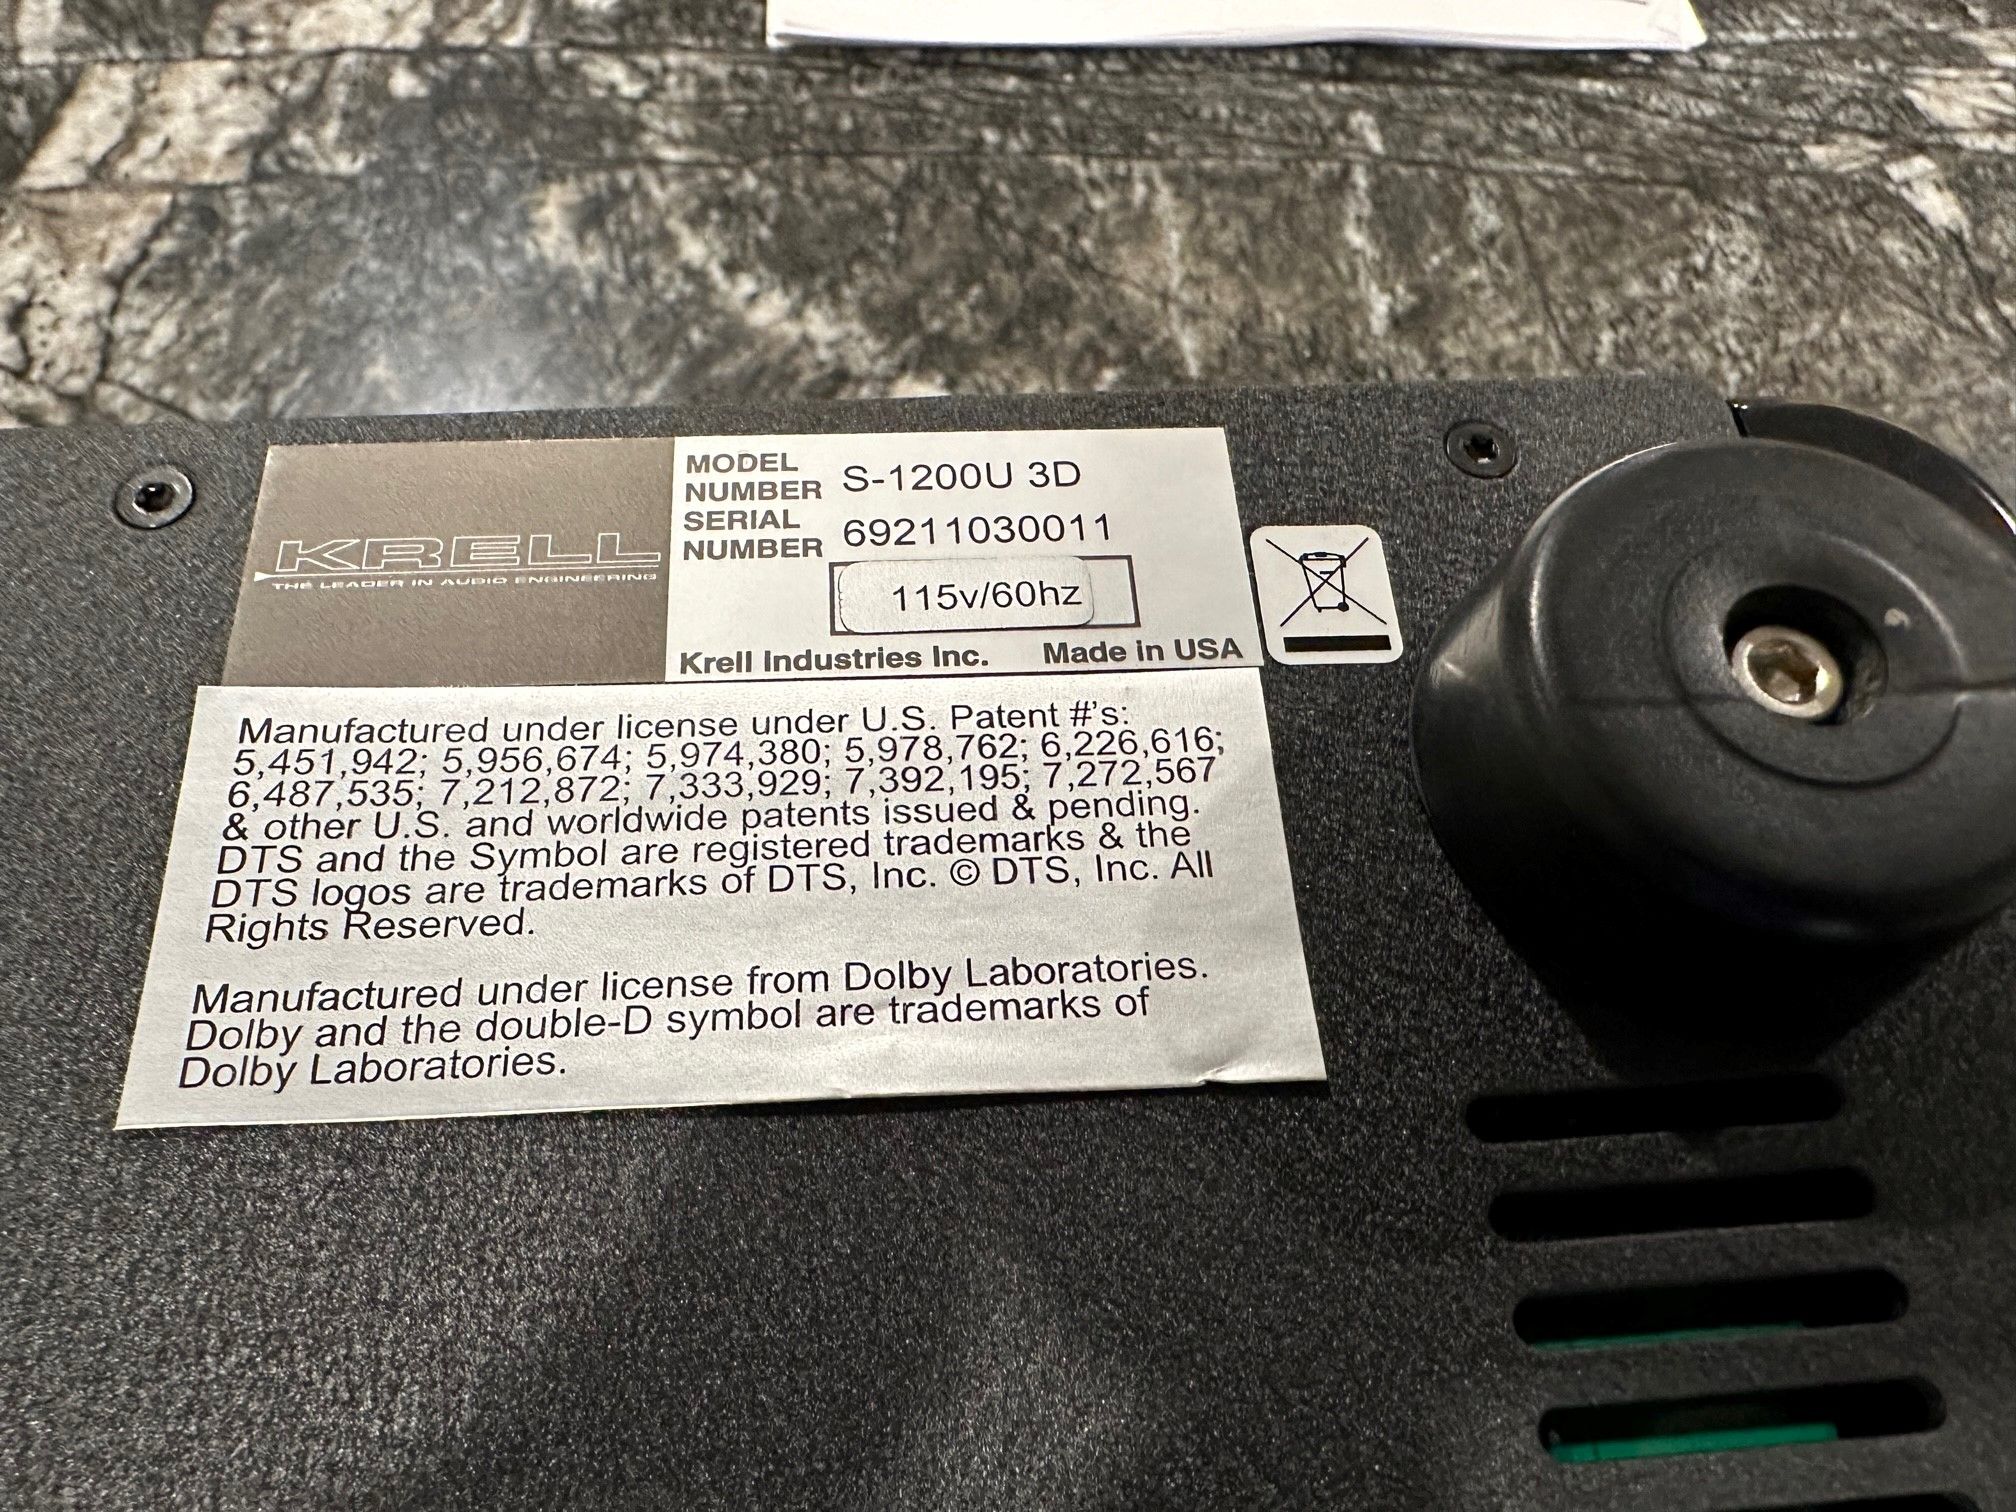 KRELL
THE LEADER IN AUDIO ENGINEERING
MODEL NUMBER S-1200U 3D
SERIAL NUMBER 69211030011
115v/60hz
Krell Industries Inc. Made in USA
Manufactured under license under U.S. Patent #'s:
5,451,942; 5,956,674; 5,974,380; 5,978,762; 6,226,616;
6,487,535; 7,212,872; 7,333,929; 7,392,195; 7,272,567
& other U.S. and worldwide patents issued & pending.
DTS and the Symbol are registered trademarks & the
DTS logos are trademarks of DTS, Inc. © DTS, Inc. All
Rights Reserved.
Manufactured under license from Dolby Laboratories.
Dolby and the double-D symbol are trademarks of
Dolby Laboratories.